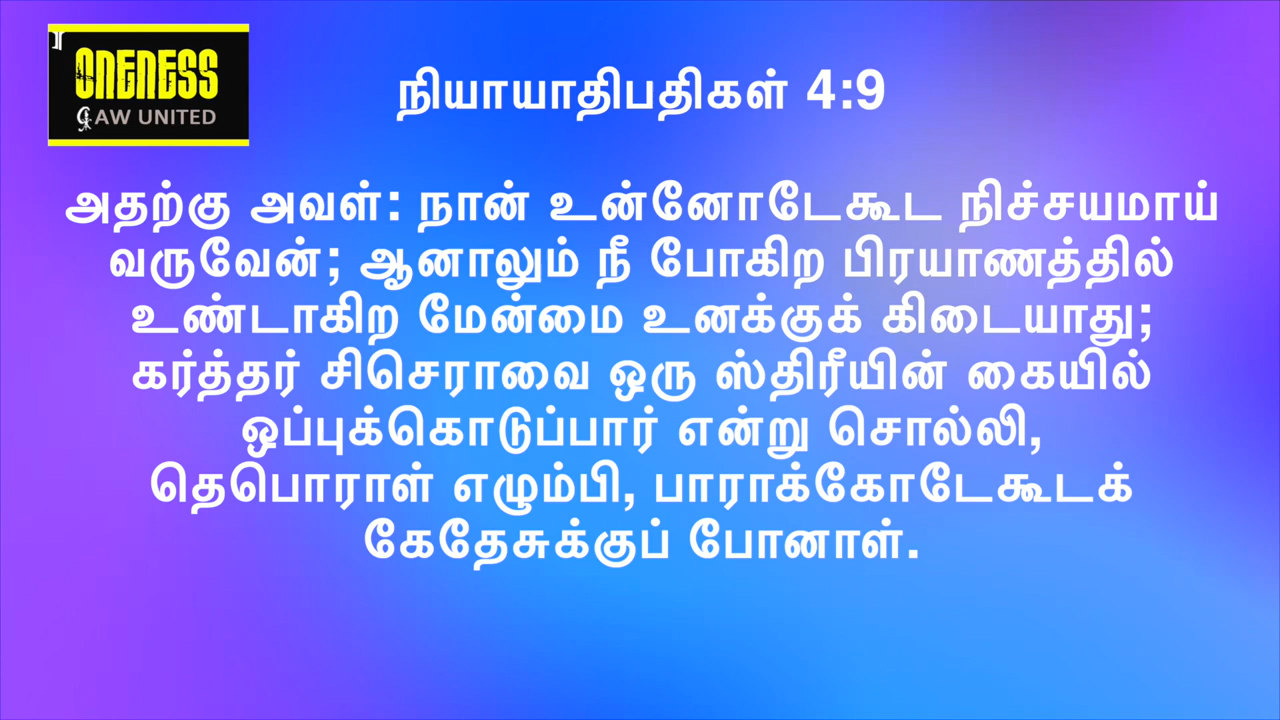 ONENESS
GAW UNITED
நியாயாதிபதிகள் 4:9
அதற்கு அவள்: நான் உன்னோடேகூட நிச்சயமாய்
வருவேன்; ஆனாலும் நீ போகிற பிரயாணத்தில்
உண்டாகிற மேன்மை உனக்குக் கிடையாது;
கர்த்தர் சிசெராவை ஒரு ஸ்திரீயின் கையில்
ஒப்புக்கொடுப்பார் என்று சொல்லி,
தெபொராள் எழும்பி, பாராக்கோடேகூடக்
கேதேசுக்குப் போனாள்.